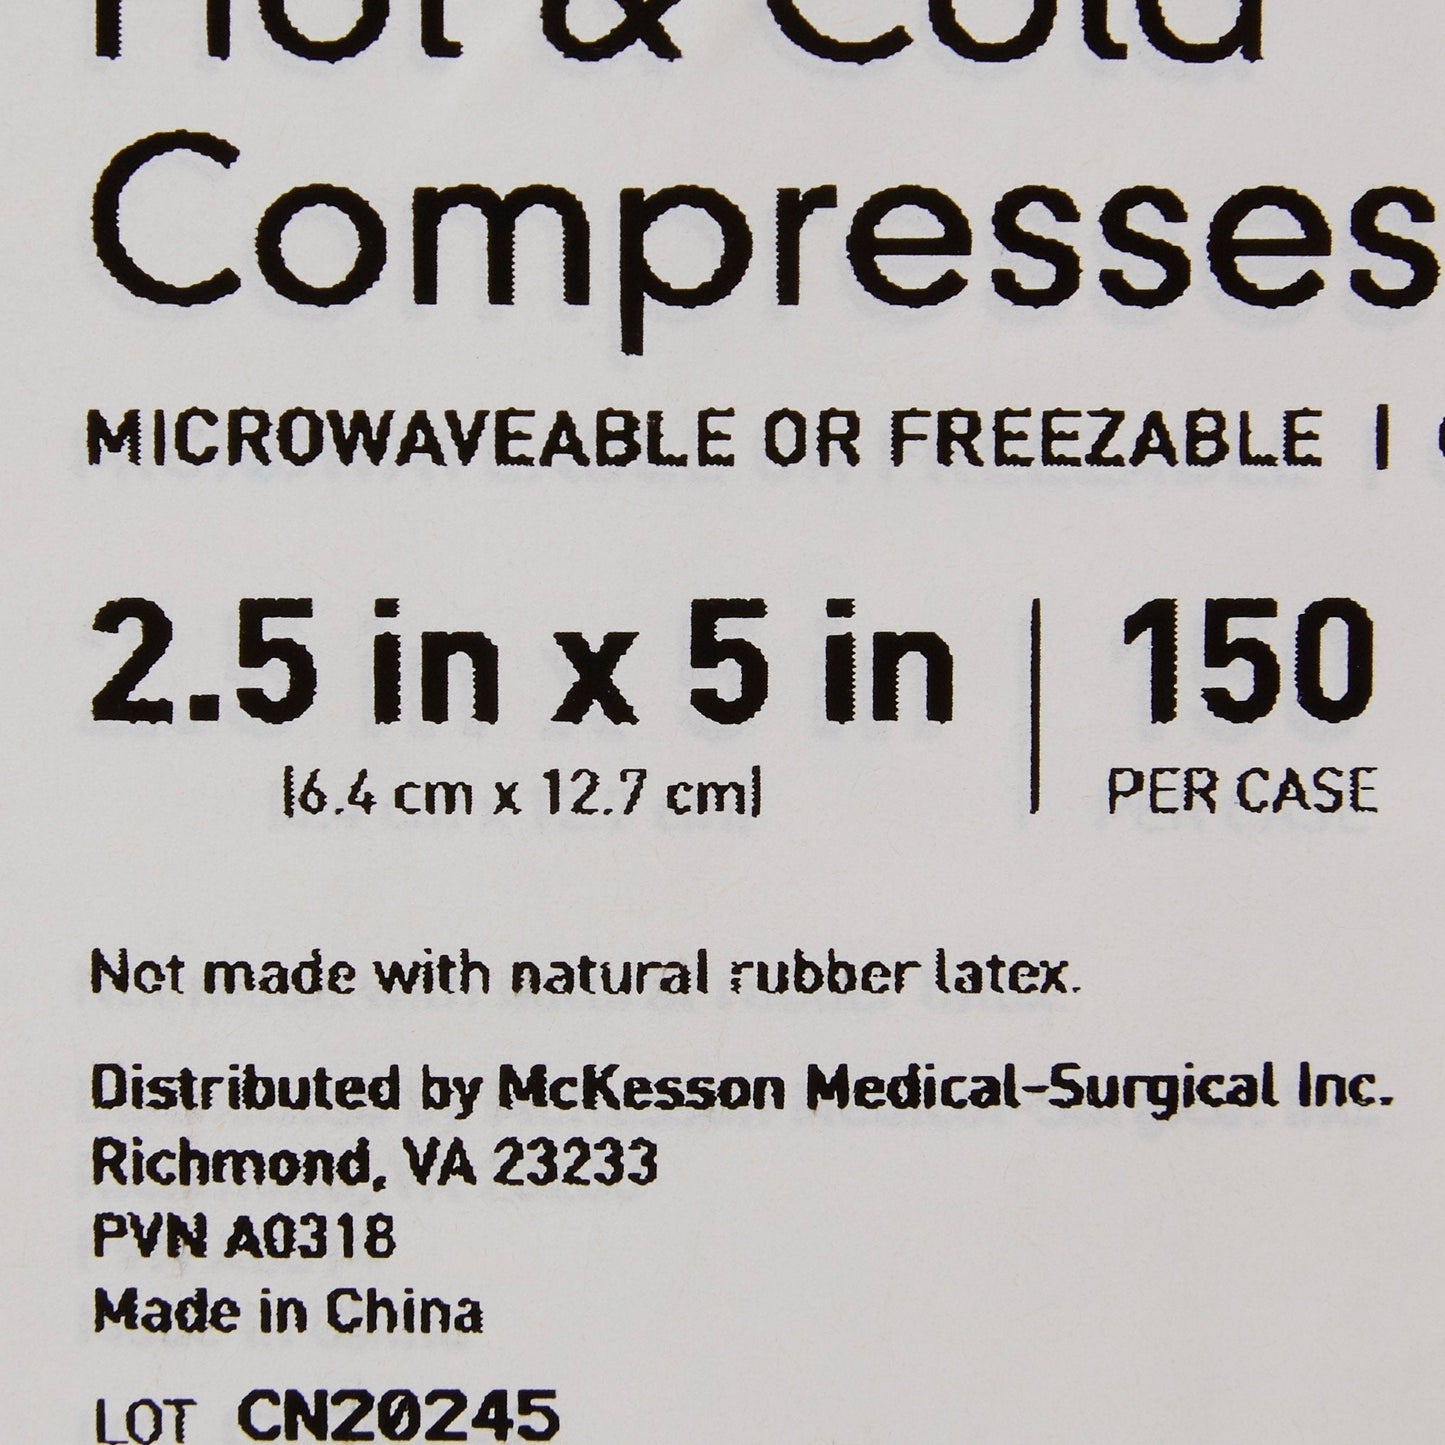 Hot & Cold
Compresses
MICROWAVEABLE OR FREEZABLE |
2.5 in x 5 in | 150
(6.4 cm x 12.7 cm) PER CASE
Not made with natural rubber latex.
Distributed by McKesson Medical-Surgical Inc.
Richmond, VA 23233
PVN A0318
Made in China
LOT CN20245